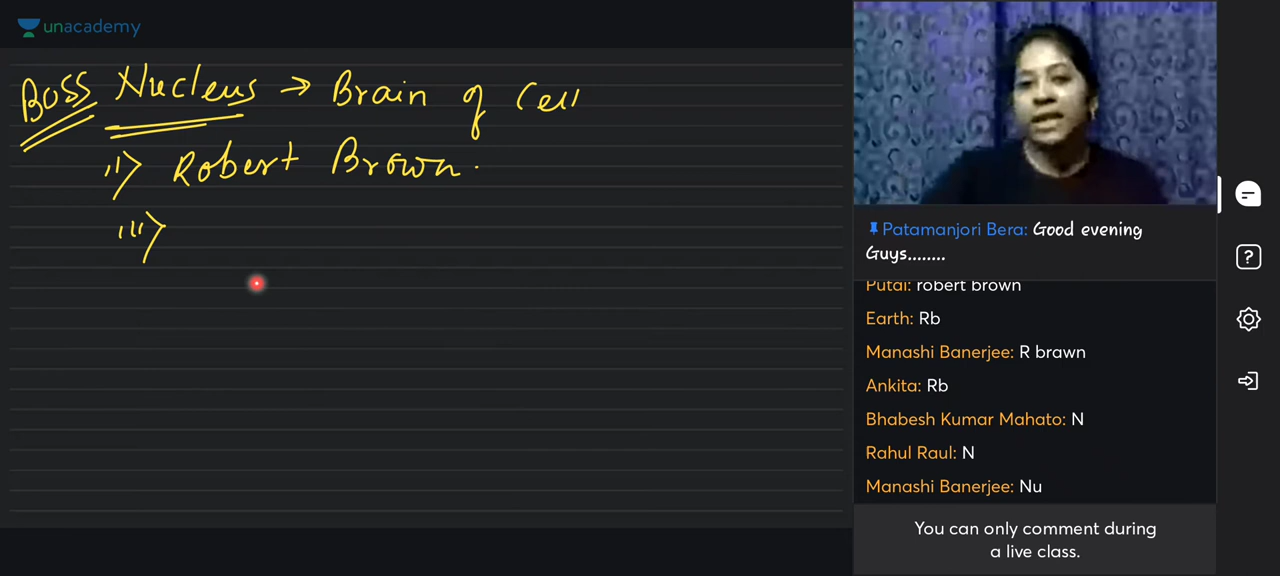 unacademy
Boss Nucleus → Brain of Cell
ii) Robert Brown.
iii)
Patamanjori Bera: Good evening
Guys........
Putai: robert brown
Earth: Rb
Manashi Banerjee: R brawn
Ankita: Rb
Bhabesh Kumar Mahato: N
Rahul Raul: N
Manashi Banerjee: Nu
You can only comment during
a live class.